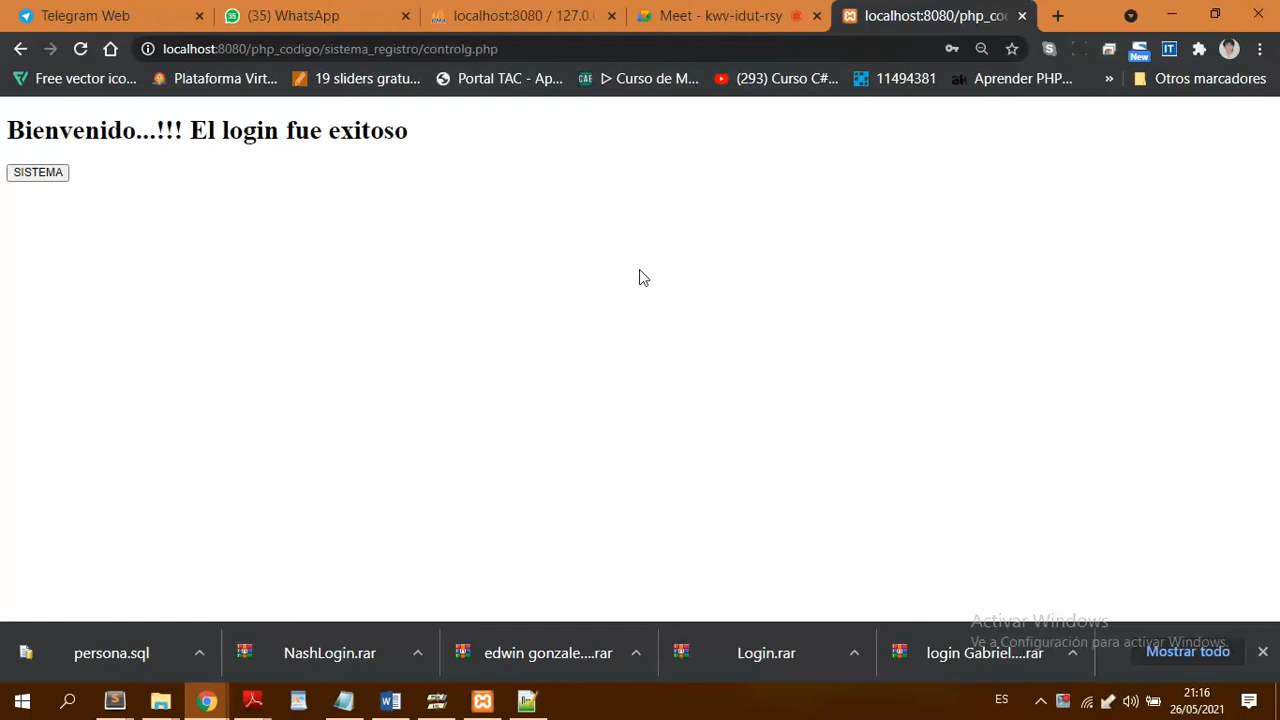 Telegram Web
(35) WhatsApp
localhost:8080 / 127.0.
Meet - kwv-idut-rsy
localhost:8080/php_co
localhost:8080/php_codigo/sistema_registro/controlg.php
New
IT
Free vector ico...
Plataforma Virt...
19 sliders gratu...
Portal TAC - Ap...
CAE
▷ Curso de M...
(293) Curso C#...
11494381
Aprender PHP...
»
Otros marcadores
Bienvenido...!!! El login fue exitoso
SISTEMA
Activar Windows
Ve a Configuración para activar Windows.
persona.sql
NashLogin.rar
edwin gonzale....rar
Login.rar
login Gabriel....rar
Mostrar todo
ES
21:16
26/05/2021